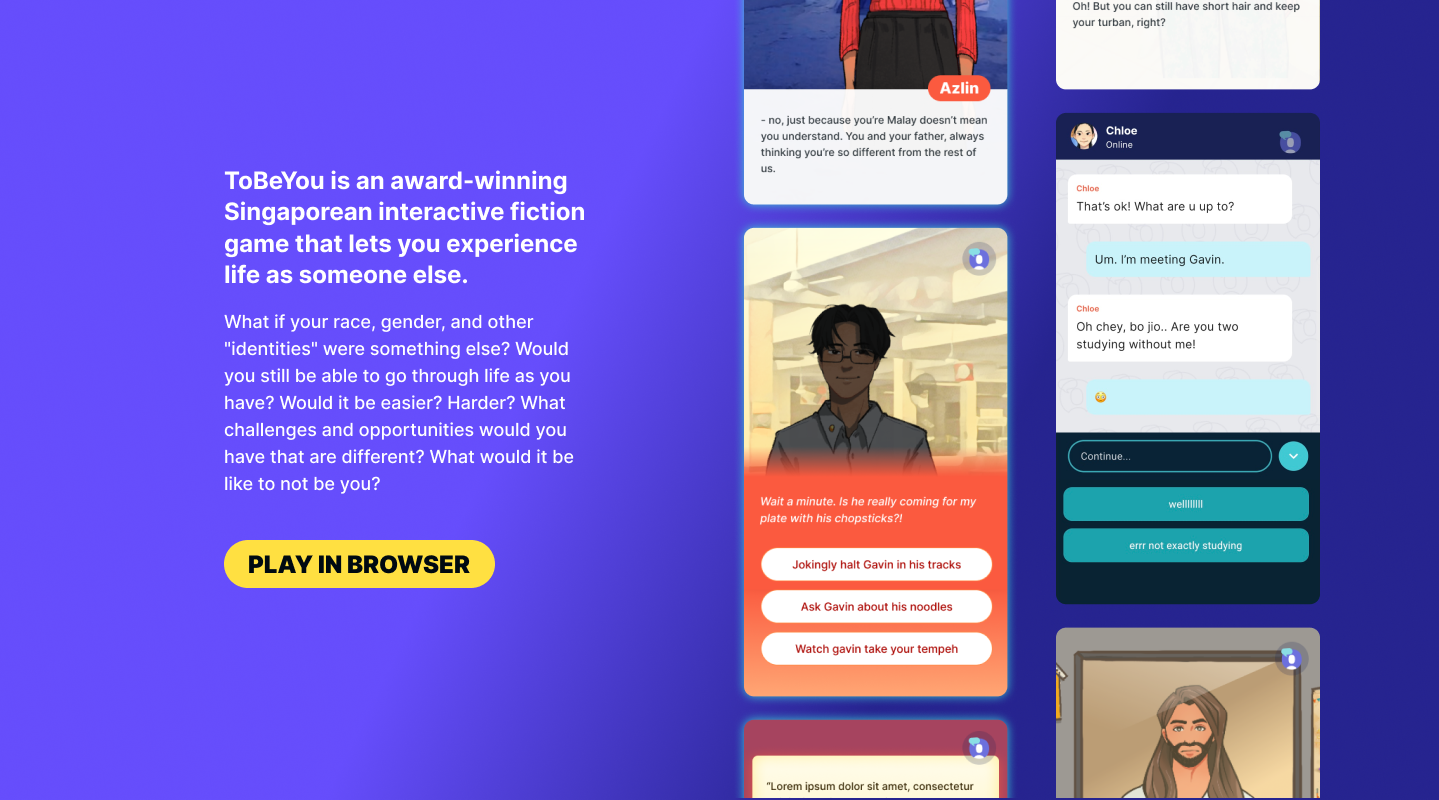 ToBeYou is an award-winning
Singaporean interactive fiction
game that lets you experience
life as someone else.
What if your race, gender, and other
"identities" were something else? Would
you still be able to go through life as you
have? Would it be easier? Harder? What
challenges and opportunities would you
have that are different? What would it be
like to not be you?
PLAY IN BROWSER
Azlin
- no, just because you’re Malay doesn’t mean
you understand. You and your father, always
thinking you’re so different from the rest of
us.
Wait a minute. Is he really coming for my
plate with his chopsticks?!
Jokingly halt Gavin in his tracks
Ask Gavin about his noodles
Watch gavin take your tempeh
“Lorem ipsum dolor sit amet, consectetur
Oh! But you can still have short hair and keep
your turban, right?
Chloe
Online
Chloe
That’s ok! What are u up to?
Um. I’m meeting Gavin.
Chloe
Oh chey, bo jio.. Are you two
studying without me!
😳
Continue...
wellllllll
errr not exactly studying